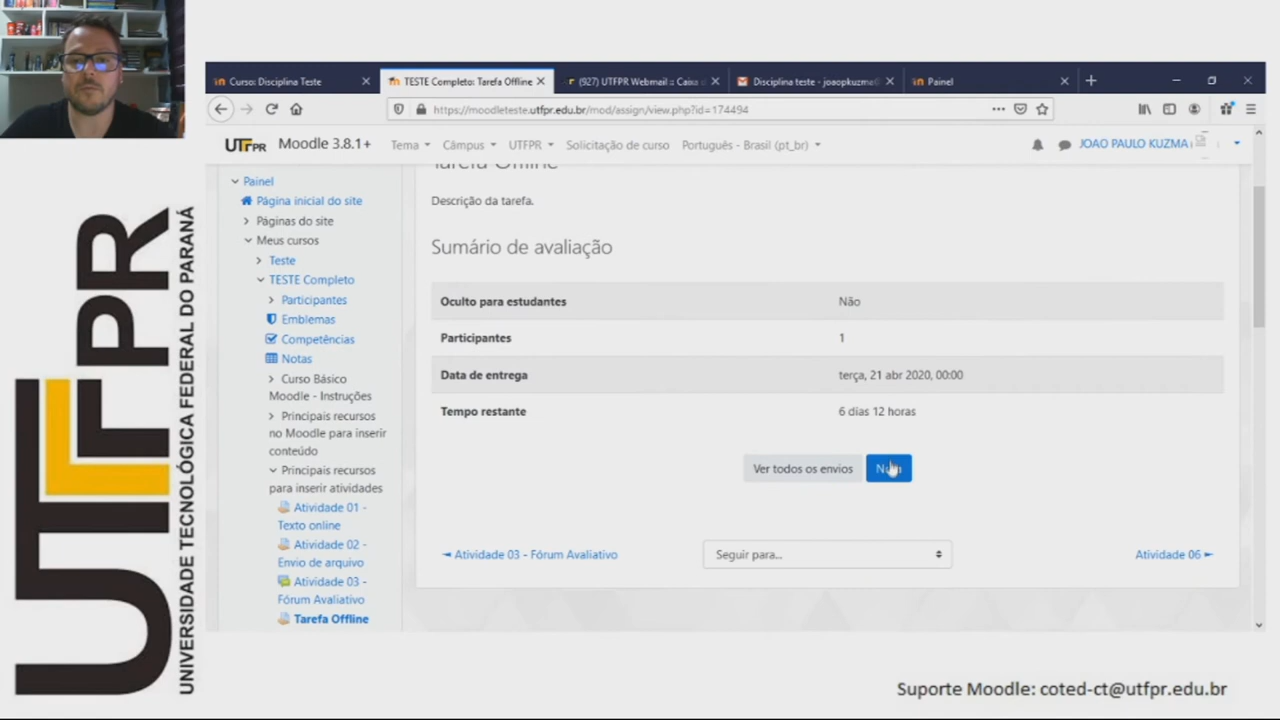 Curso: Disciplina Teste
TESTE Completo: Tarefa Offline
(927) UTFPR Webmail :: Caixa
Disciplina teste - joaopkuzma
Painel
https://moodleteste.utfpr.edu.br/mod/assign/view.php?id=174494
UTFPR Moodle 3.8.1+ Tema Câmpus UTFPR Solicitação de curso Português - Brasil (pt_br) JOAO PAULO KUZMA
Tarefa Offline
Painel
Página inicial do site
Páginas do site
Meus cursos
Teste
TESTE Completo
Participantes
Emblemas
Competências
Notas
Curso Básico
Moodle - Instruções
Principais recursos
no Moodle para inserir
conteúdo
Principais recursos
para inserir atividades
Atividade 01 -
Texto online
Atividade 02 -
Envio de arquivo
Atividade 03 -
Fórum Avaliativo
Tarefa Offline
Descrição da tarefa.
Sumário de avaliação
Oculto para estudantes Não
Participantes 1
Data de entrega terça, 21 abr 2020, 00:00
Tempo restante 6 dias 12 horas
Ver todos os envios
◄ Atividade 03 - Fórum Avaliativo
Seguir para...
Atividade 06 ►
UTFPR
UNIVERSIDADE TECNOLÓGICA FEDERAL DO PARANÁ
Suporte Moodle: coted-ct@utfpr.edu.br